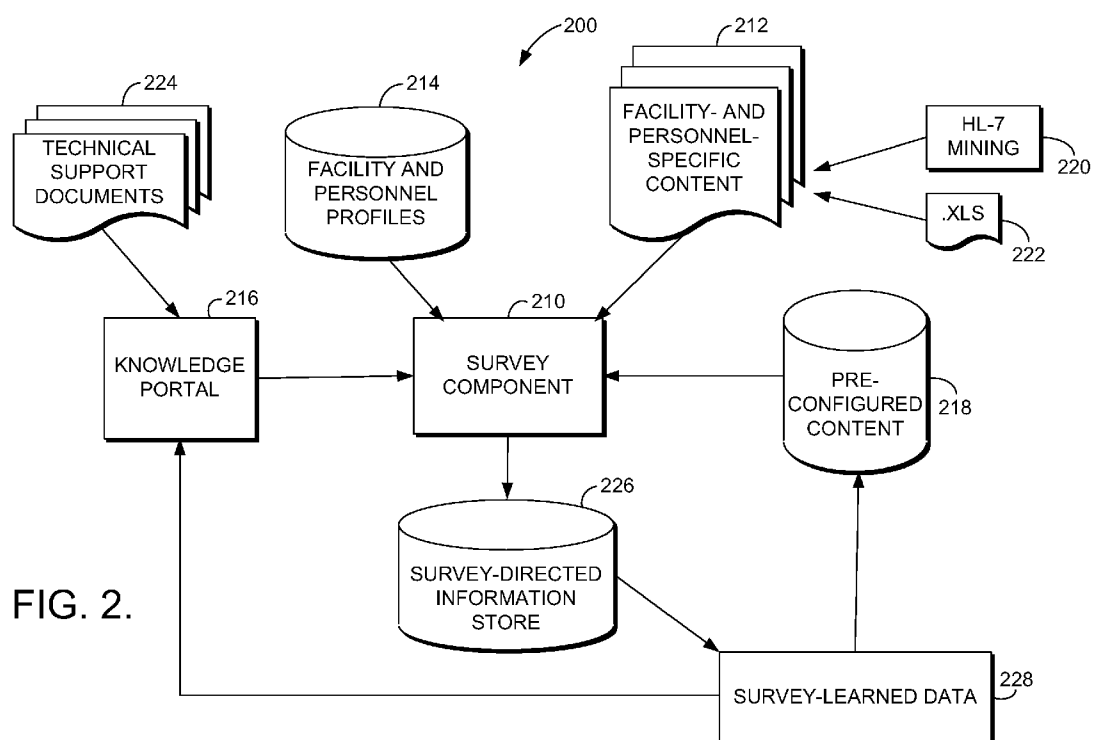 200
212
224
214
TECHNICAL
SUPPORT
DOCUMENTS
FACILITY AND
PERSONNEL
PROFILES
FACILITY- AND
PERSONNEL-
SPECIFIC
CONTENT
HL-7
MINING
220
.XLS
222
216
KNOWLEDGE
PORTAL
210
SURVEY
COMPONENT
PRE-
CONFIGURED
CONTENT
218
226
SURVEY-DIRECTED
INFORMATION
STORE
FIG. 2.
SURVEY-LEARNED DATA
228